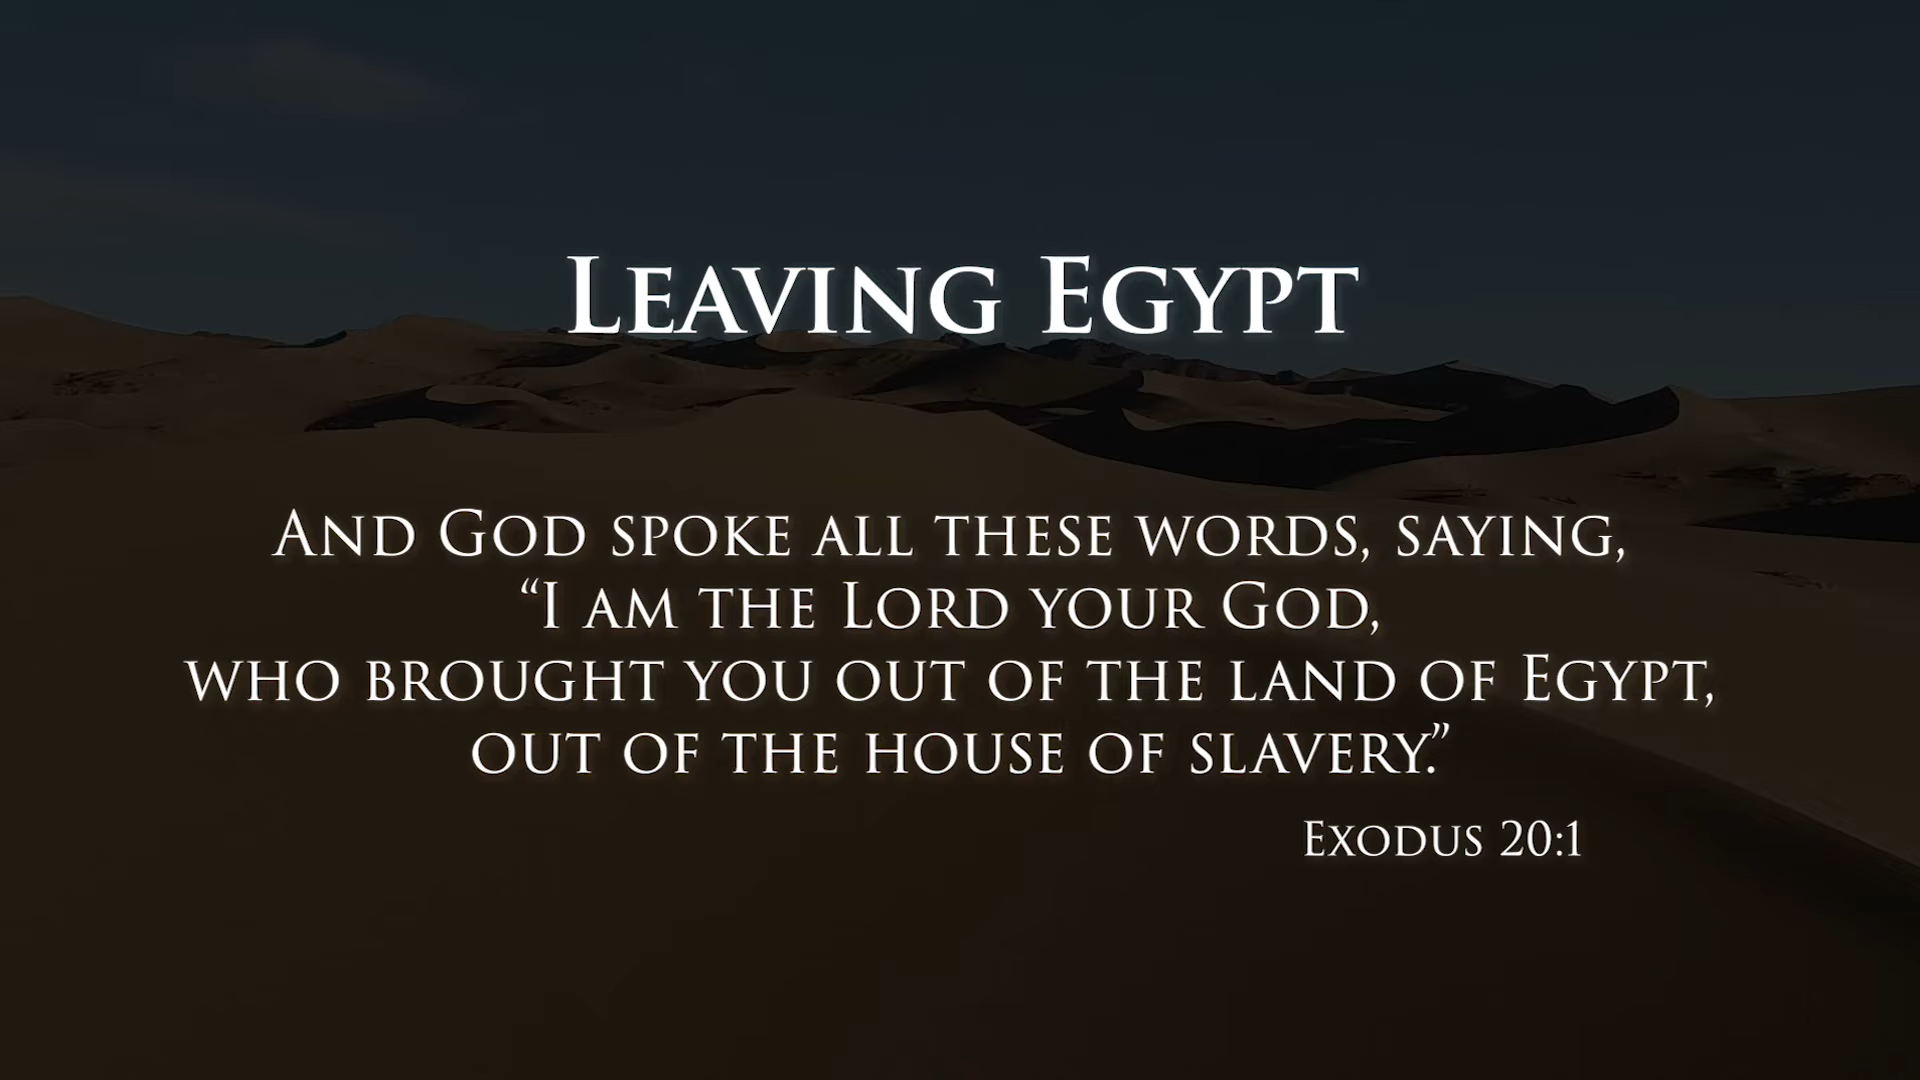 Leaving Egypt
And God spoke all these words, saying,
“I am the Lord your God,
who brought you out of the land of Egypt,
out of the house of slavery.”
Exodus 20:1